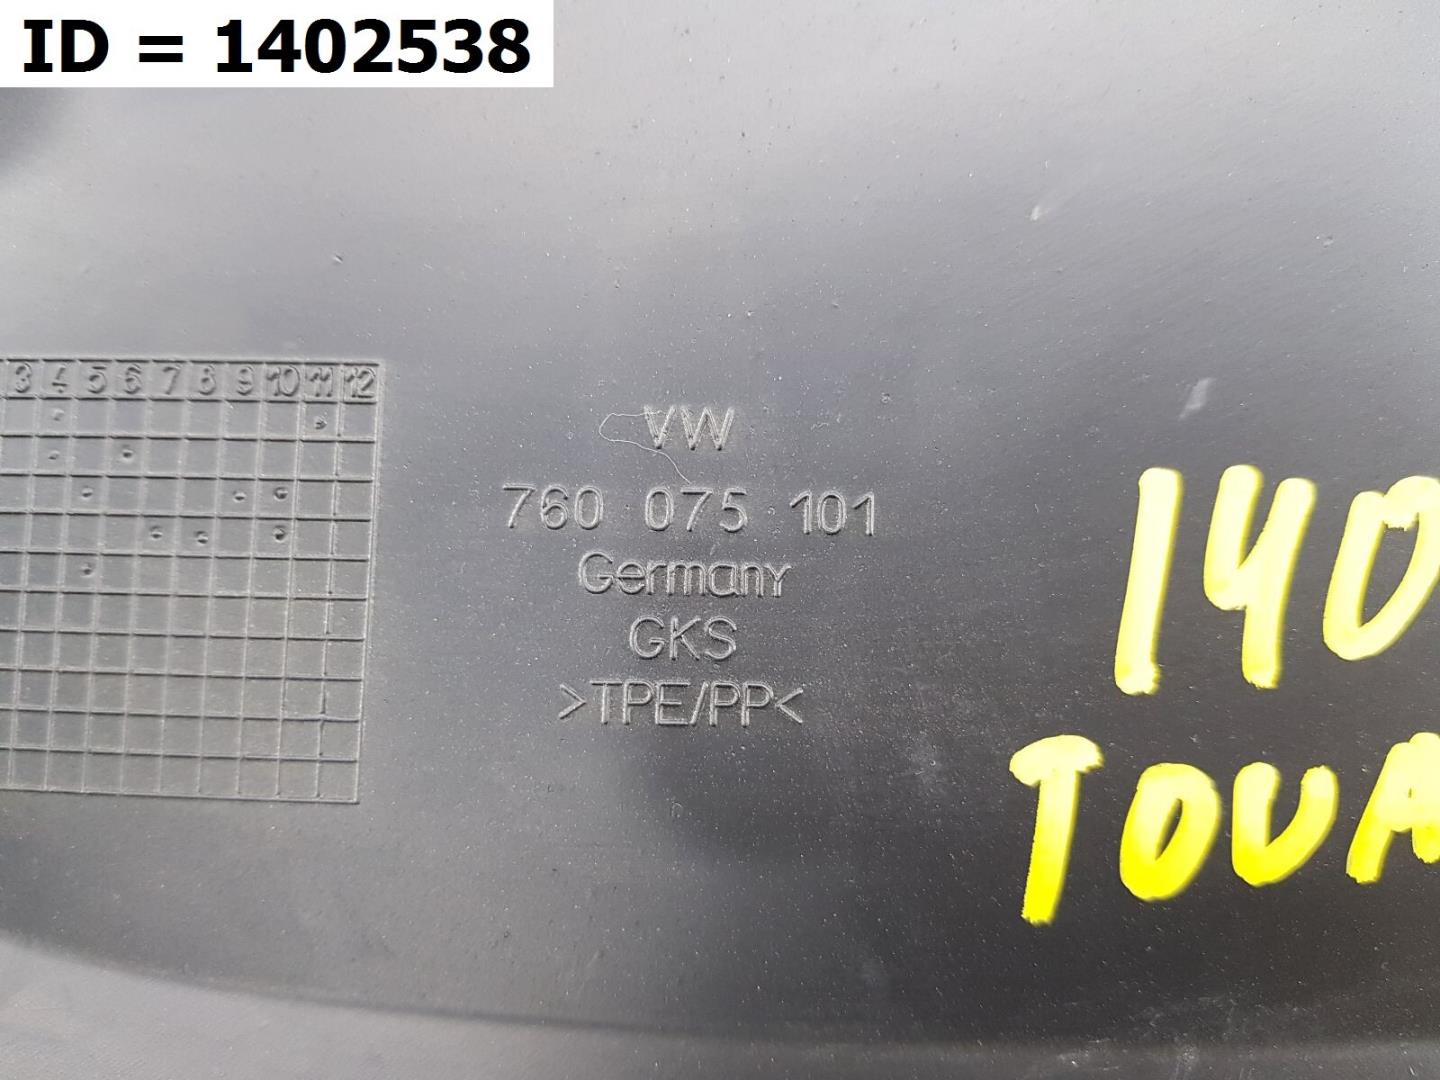 ID = 1402538
3 4 5 6 7 8 9 10 11 12
VW
760 075 101
Germany
GKS
>TPE/PP<
140
TOUA